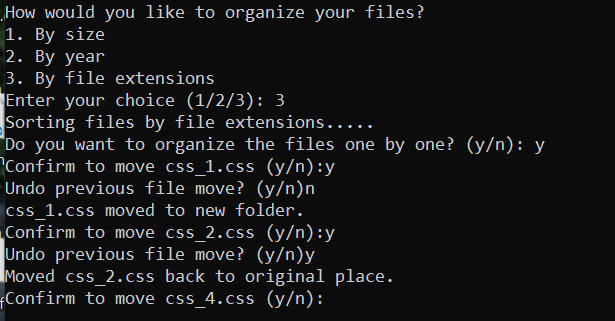 How would you like to organize your files?
1. By size
2. By year
3. By file extensions
Enter your choice (1/2/3): 3
Sorting files by file extensions.....
Do you want to organize the files one by one? (y/n): y
Confirm to move css_1.css (y/n):y
Undo previous file move? (y/n)n
css_1.css moved to new folder.
Confirm to move css_2.css (y/n):y
Undo previous file move? (y/n)y
Moved css_2.css back to original place.
Confirm to move css_4.css (y/n):